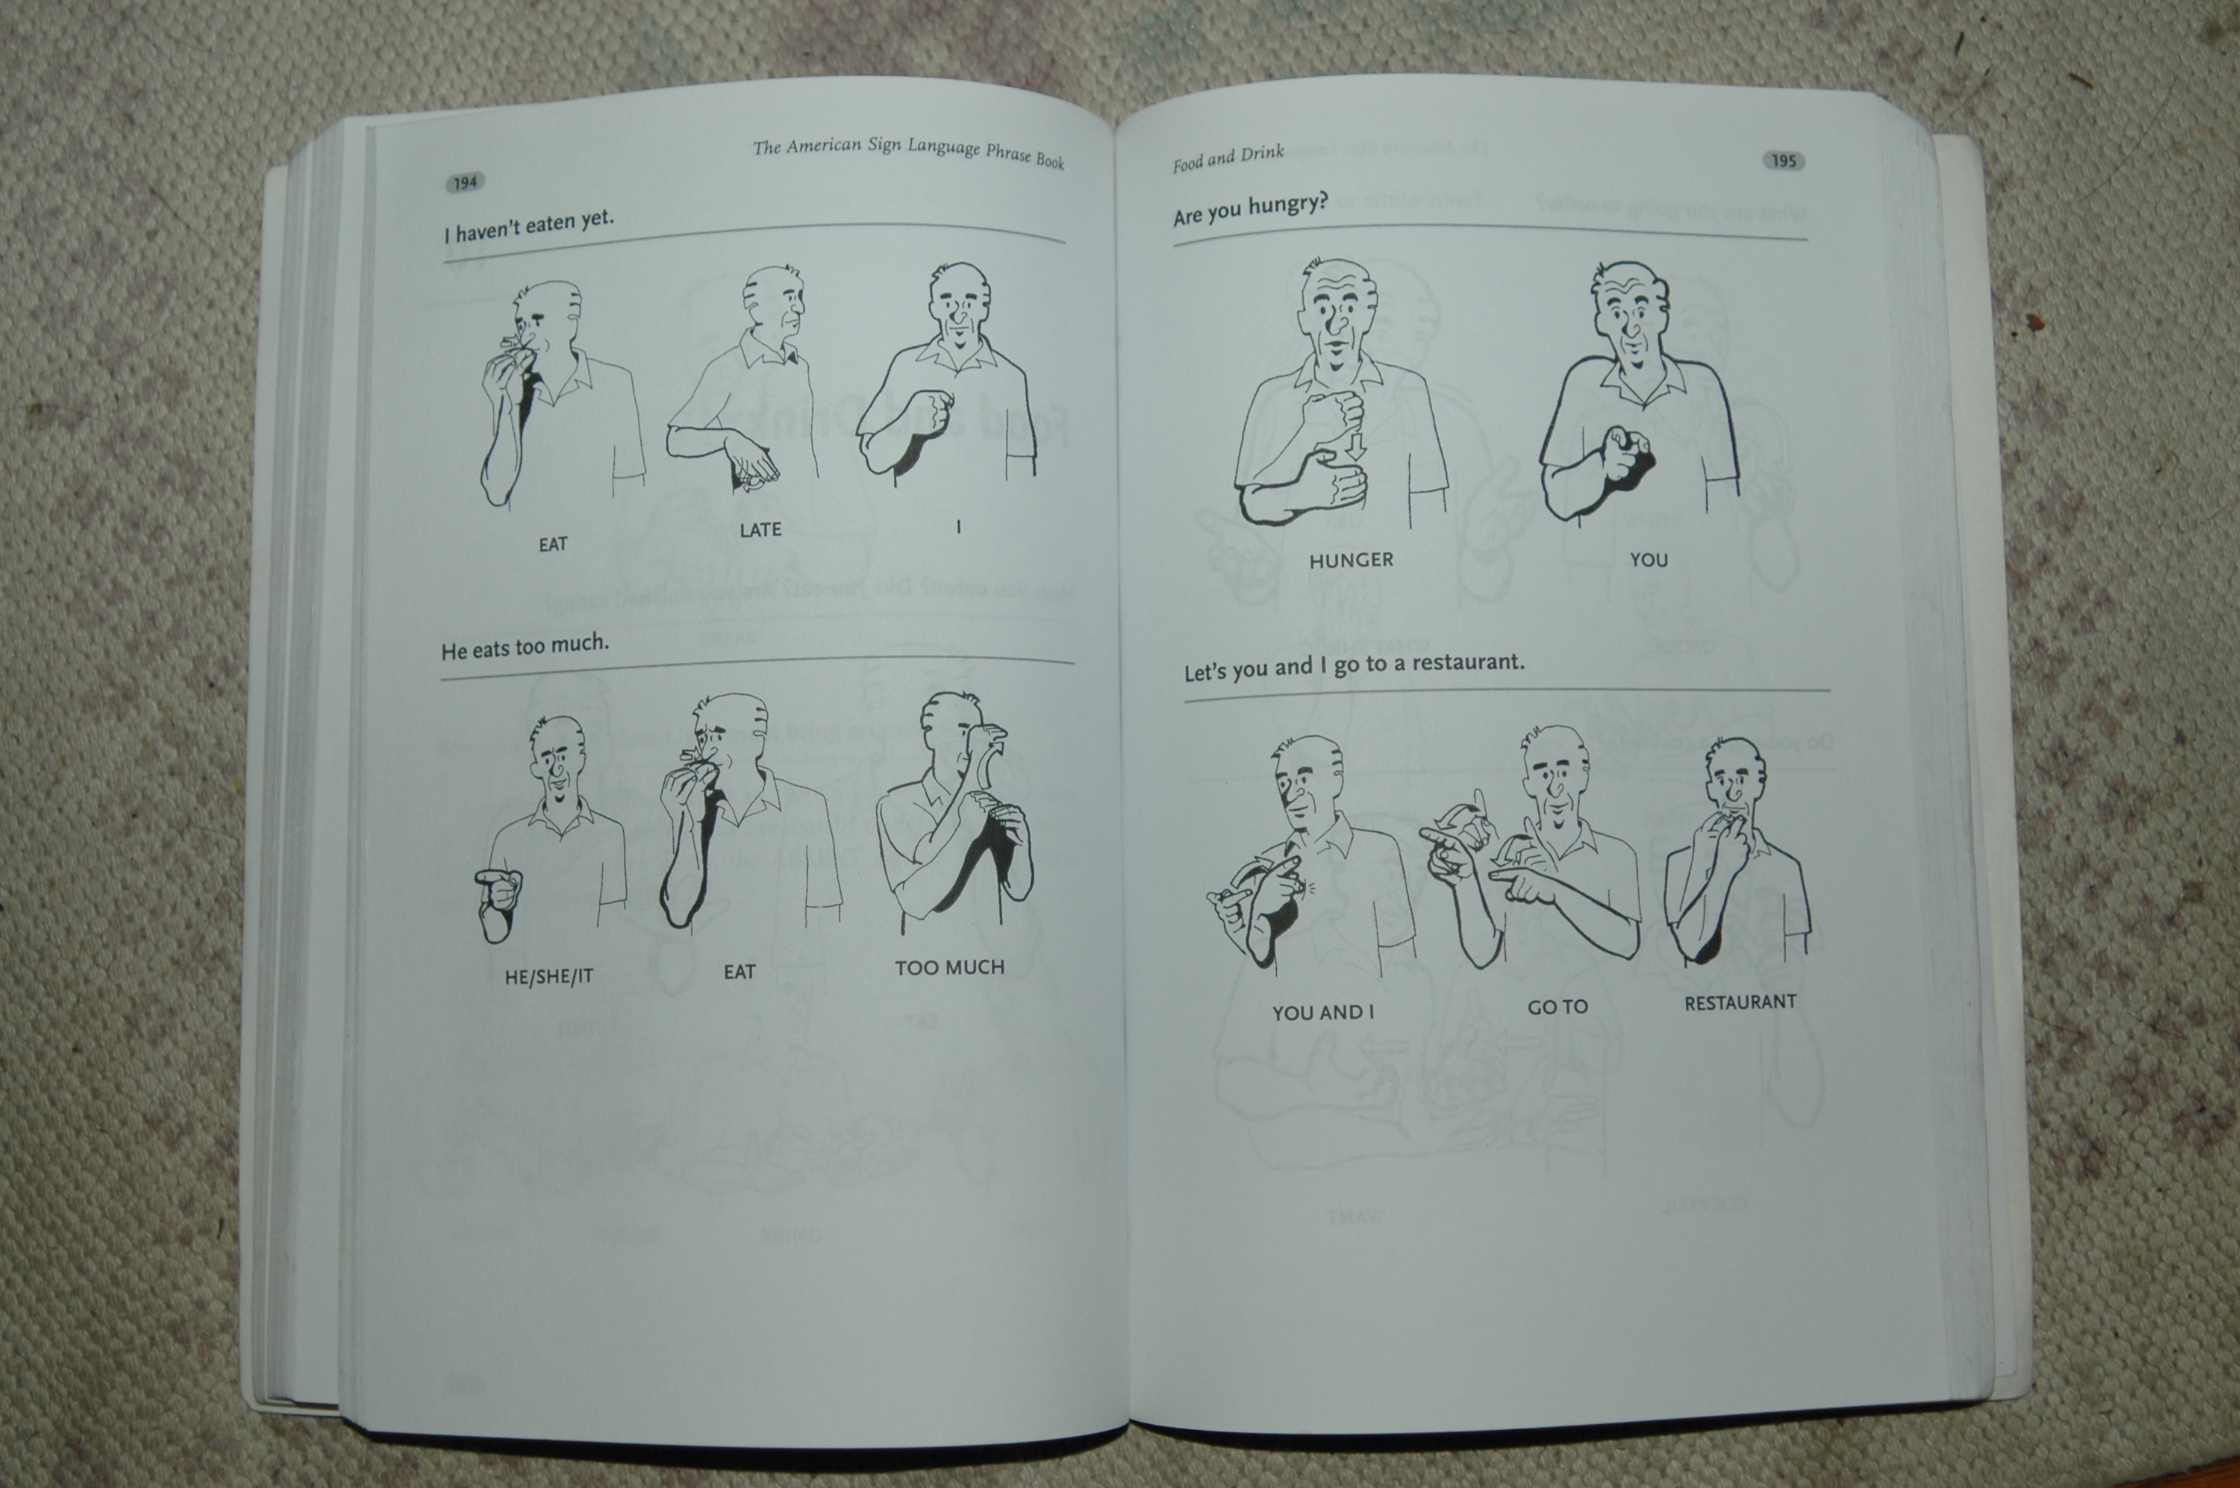 194
The American Sign Language Phrase Book
I haven't eaten yet.
EAT
LATE
I
He eats too much.
HE/SHE/IT
EAT
TOO MUCH
Food and Drink
195
Are you hungry?
HUNGER
YOU
Let's you and I go to a restaurant.
YOU AND I
GO TO
RESTAURANT